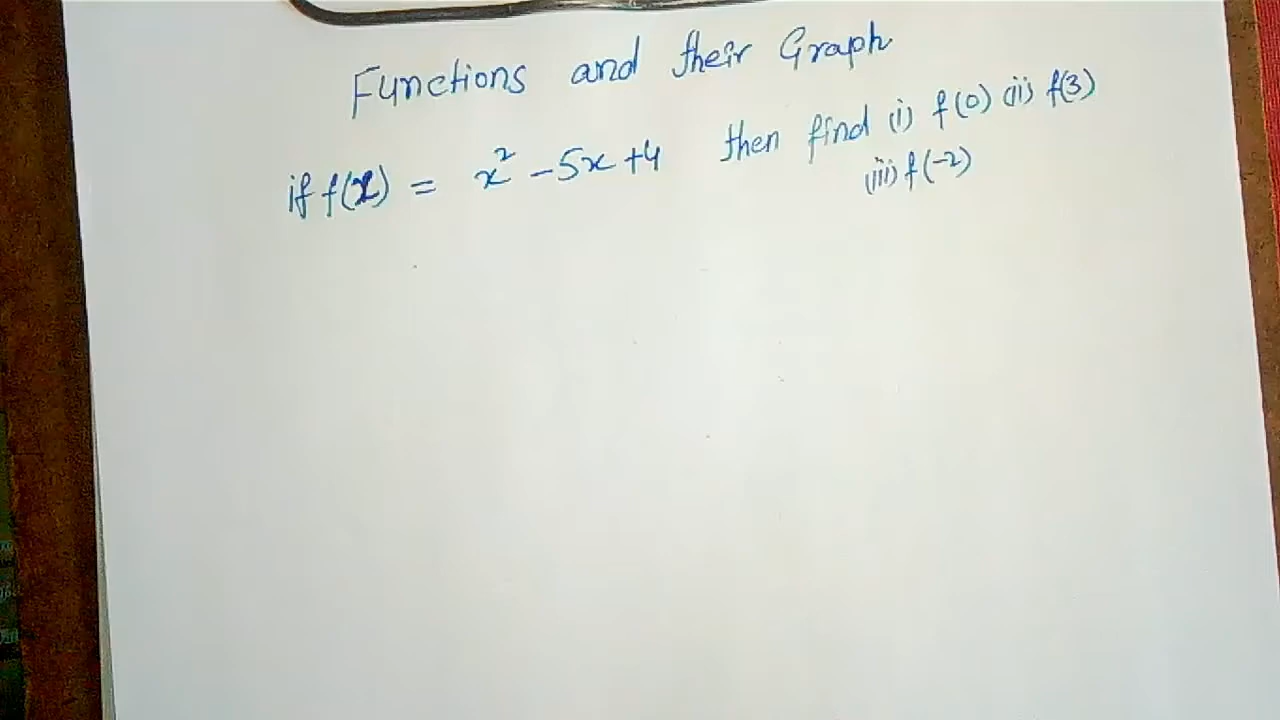 Functions and their Graph
if f(x) = x² - 5x + 4 then find (i) f(0) (ii) f(3)
(iii) f(-2)